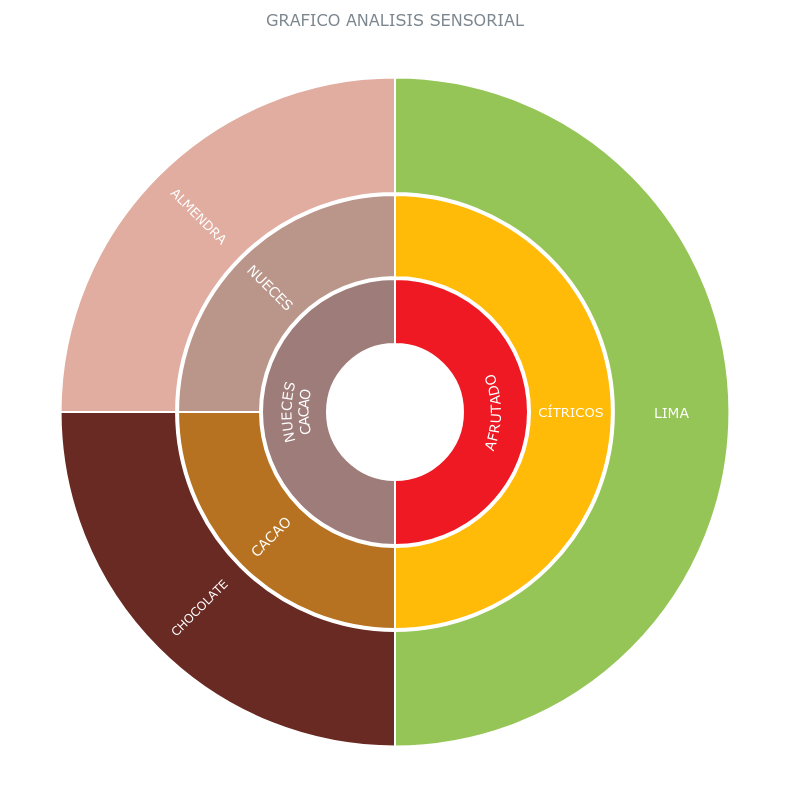 GRAFICO ANALISIS SENSORIAL
ALMENDRA
NUECES
NUECES
CACAO
AFRUTADO
CÍTRICOS
LIMA
CACAO
CHOCOLATE